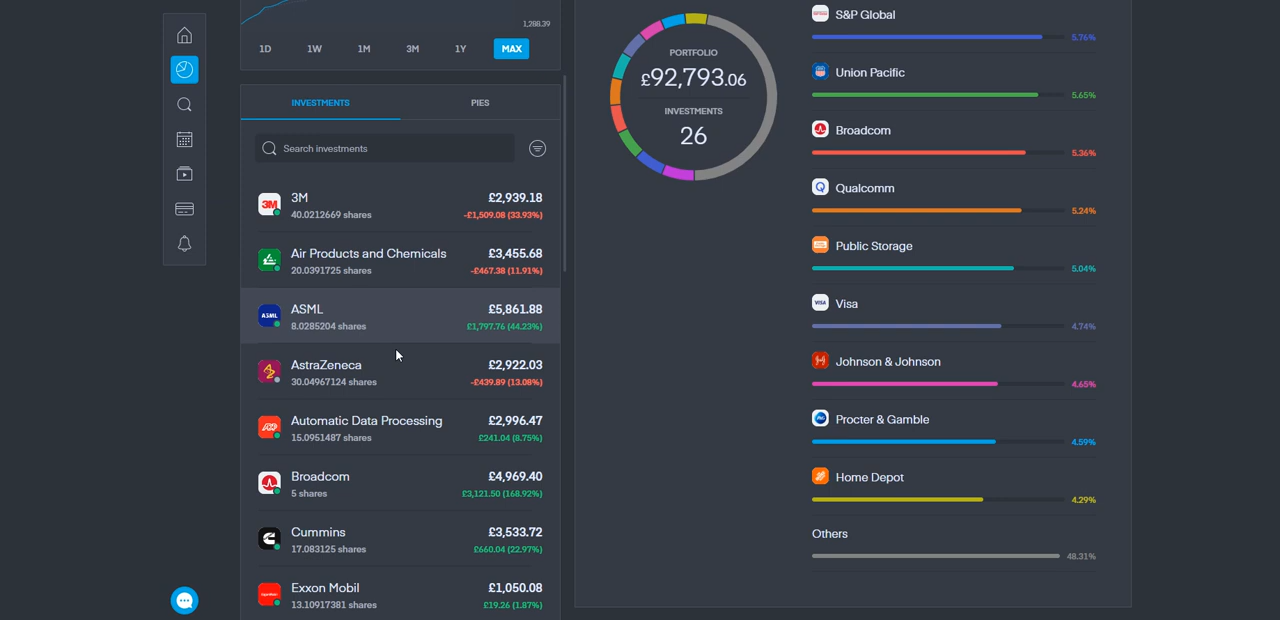 1,288.39
1D 1W 1M 3M 1Y MAX
INVESTMENTS PIES
Search investments
3M £2,939.18
40.0212669 shares -£1,509.08 (33.93%)
Air Products and Chemicals £3,455.68
20.0391725 shares -£467.38 (11.91%)
ASML
ASML £5,861.88
8.0285204 shares £1,797.76 (44.23%)
AstraZeneca £2,922.03
30.04967124 shares -£439.89 (13.08%)
Automatic Data Processing £2,996.47
15.0951487 shares £241.04 (8.75%)
Broadcom £4,969.40
5 shares £3,121.50 (168.92%)
Cummins £3,533.72
17.083125 shares £660.04 (22.97%)
Exxon Mobil £1,050.08
13.10917381 shares £19.26 (1.87%)
PORTFOLIO
£92,793.06
INVESTMENTS
26
S&P Global
5.76%
Union Pacific
5.65%
Broadcom
5.36%
Qualcomm
5.24%
Public Storage
5.04%
VISA
Visa
4.74%
Johnson & Johnson
4.65%
Procter & Gamble
4.59%
Home Depot
4.29%
Others
48.31%